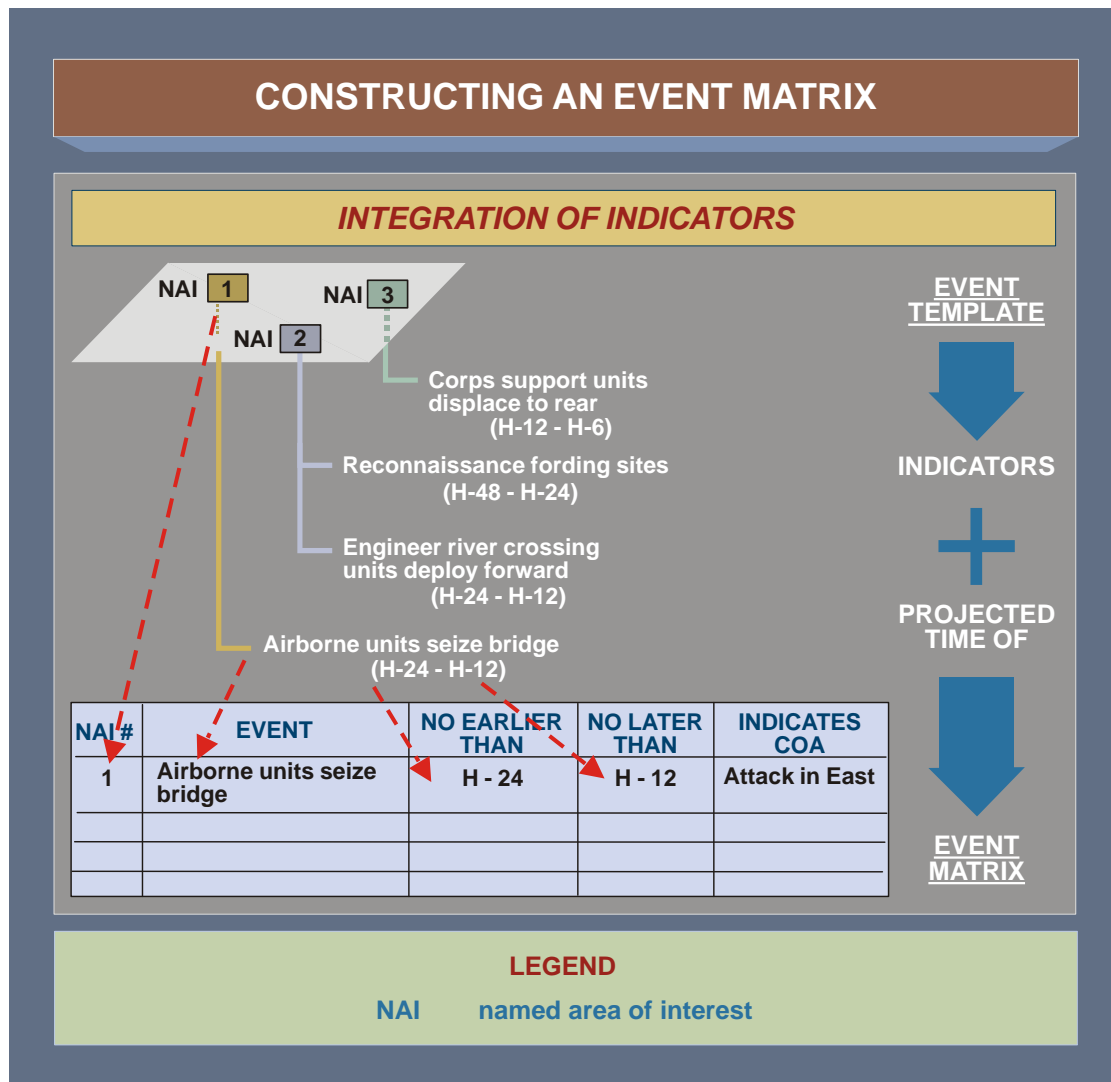 CONSTRUCTING AN EVENT MATRIX
INTEGRATION OF INDICATORS
NAI 1
NAI 3
NAI 2
EVENT
TEMPLATE
Corps support units
displace to rear
(H-12 - H-6)
INDICATORS
Reconnaissance fording sites
(H-48 - H-24)
Engineer river crossing
units deploy forward
(H-24 - H-12)
PROJECTED
TIME OF
Airborne units seize bridge
(H-24 - H-12)
NAI # EVENT NO EARLIER THAN NO LATER THAN INDICATES COA
1 Airborne units seize bridge H - 24 H - 12 Attack in East
EVENT
MATRIX
LEGEND
NAI named area of interest